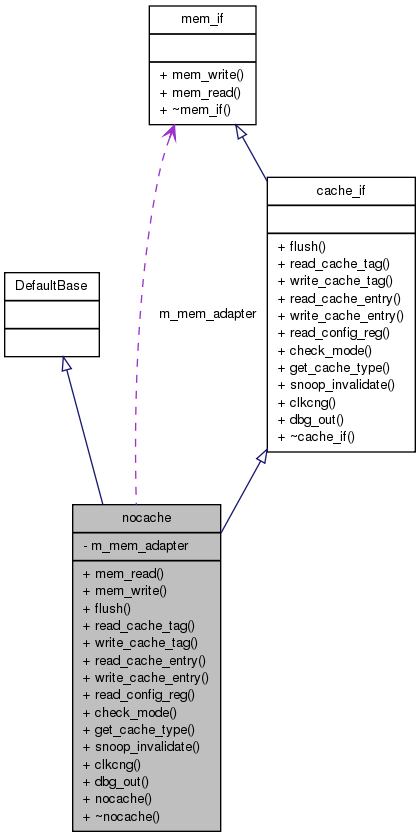 mem_if
+ mem_write()
+ mem_read()
+ ~mem_if()
cache_if
+ flush()
+ read_cache_tag()
+ write_cache_tag()
+ read_cache_entry()
+ write_cache_entry()
+ read_config_reg()
+ check_mode()
+ get_cache_type()
+ snoop_invalidate()
+ clkcng()
+ dbg_out()
+ ~cache_if()
DefaultBase
m_mem_adapter
nocache
- m_mem_adapter
+ mem_read()
+ mem_write()
+ flush()
+ read_cache_tag()
+ write_cache_tag()
+ read_cache_entry()
+ write_cache_entry()
+ read_config_reg()
+ check_mode()
+ get_cache_type()
+ snoop_invalidate()
+ clkcng()
+ dbg_out()
+ nocache()
+ ~nocache()